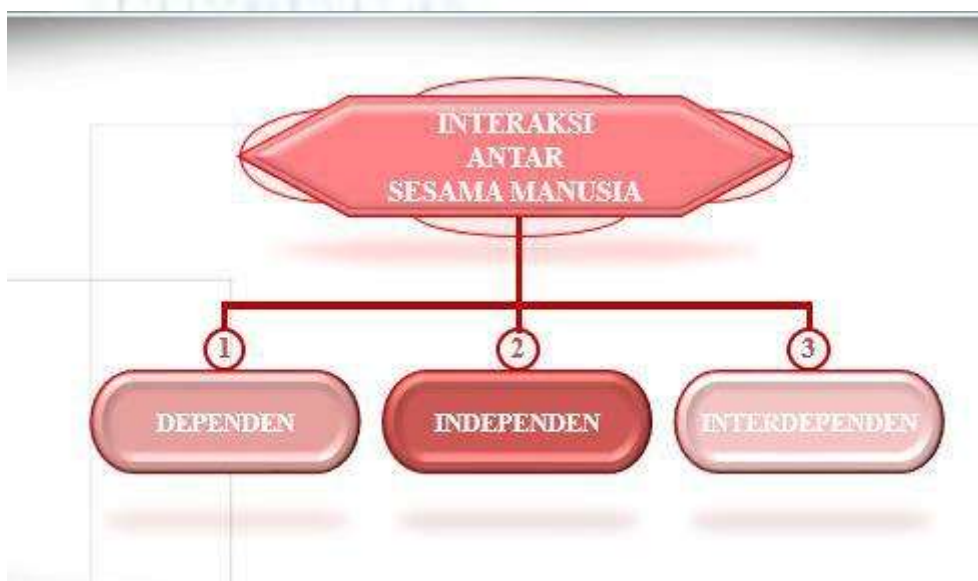 INTERAKSI
ANTAR
SESAMA MANUSIA
1
2
3
DEPENDEN
INDEPENDEN
INTERDEPENDEN